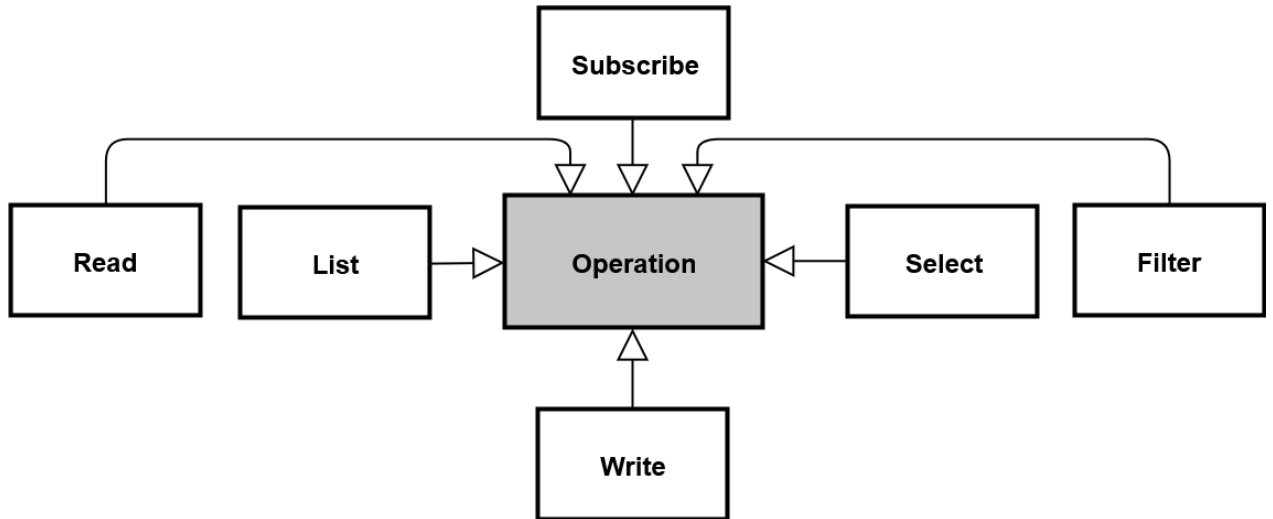 Subscribe
Read
List
Operation
Select
Filter
Write